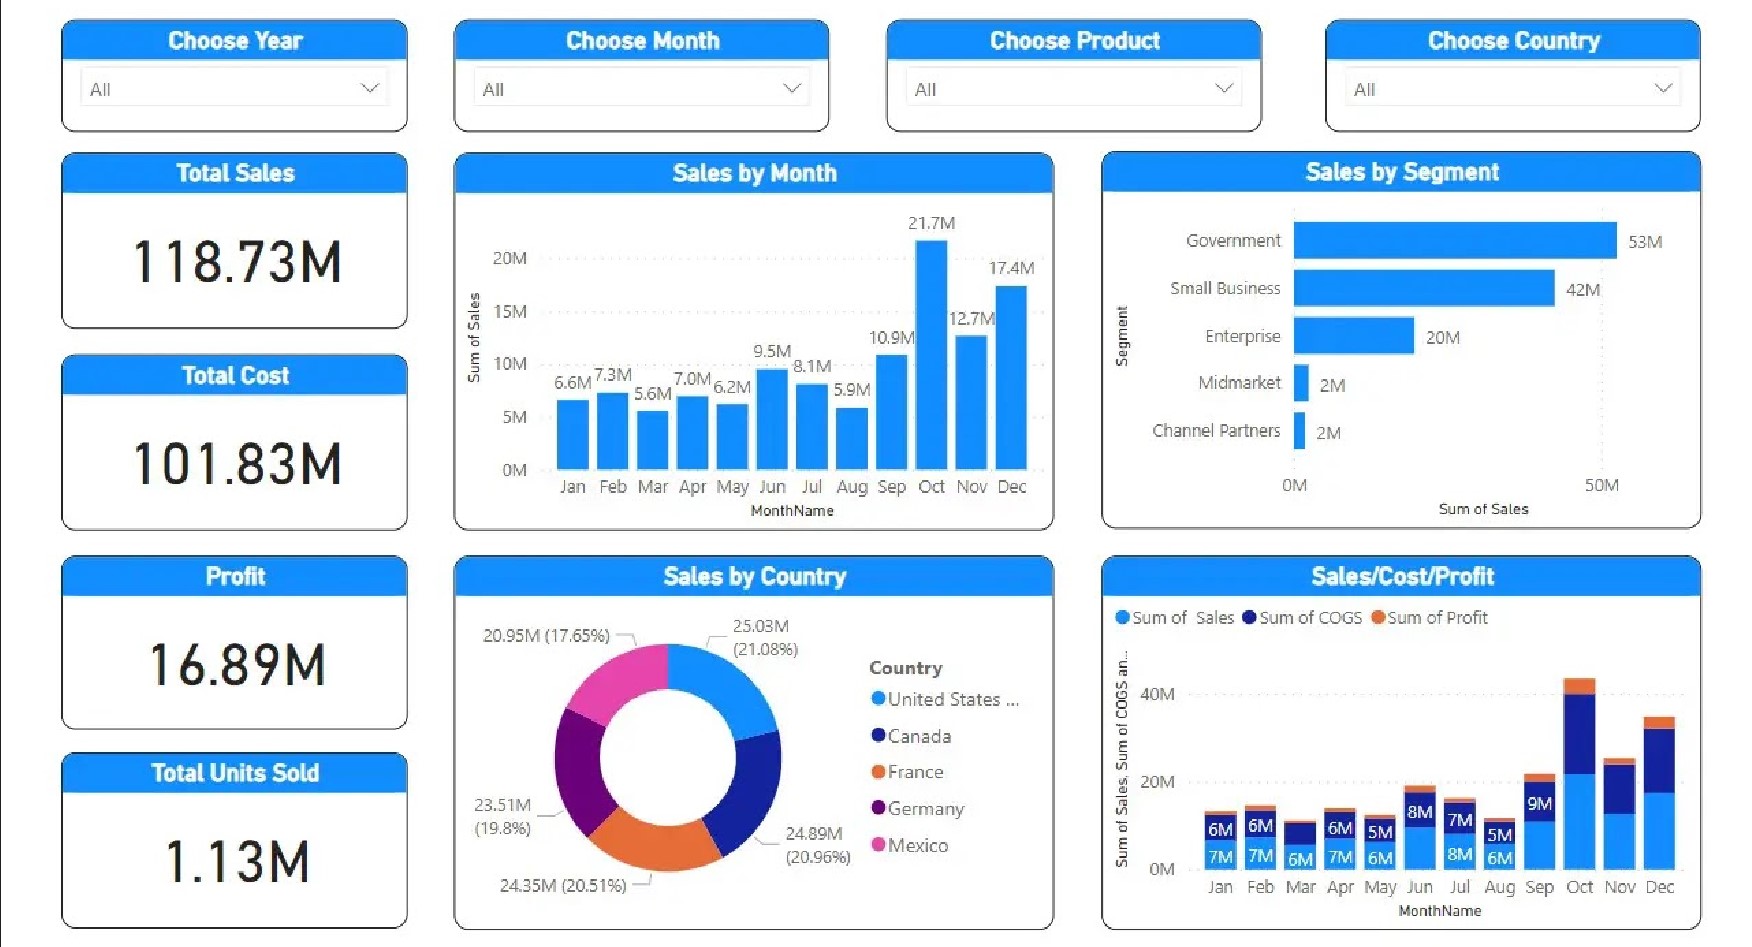 Choose Year
All
Choose Month
All
Choose Product
All
Choose Country
All
Total Sales
118.73M
Total Cost
101.83M
Profit
16.89M
Total Units Sold
1.13M
Sales by Month
Sum of Sales
20M
15M
10M
5M
0M
6.6M
7.3M
5.6M
7.0M
6.2M
9.5M
8.1M
5.9M
10.9M
21.7M
12.7M
17.4M
Jan Feb Mar Apr May Jun Jul Aug Sep Oct Nov Dec
MonthName
Sales by Segment
Segment
Government 53M
Small Business 42M
Enterprise 20M
Midmarket 2M
Channel Partners 2M
0M 50M
Sum of Sales
Sales by Country
20.95M (17.65%)
25.03M
(21.08%)
23.51M
(19.8%)
24.89M
(20.96%)
24.35M (20.51%)
Country
United States ...
Canada
France
Germany
Mexico
Sales/Cost/Profit
Sum of Sales Sum of COGS Sum of Profit
Sum of Sales, Sum of COGS an...
40M
20M
0M
6M 6M 6M 5M 8M 7M 5M 9M
7M 7M 6M 7M 6M 8M 6M
Jan Feb Mar Apr May Jun Jul Aug Sep Oct Nov Dec
MonthName